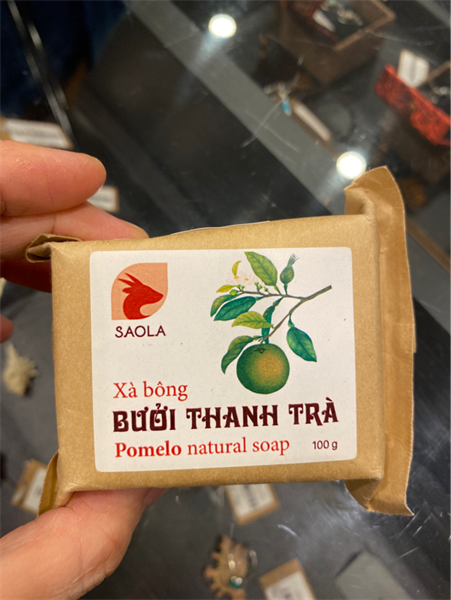 SAOLA
Xà bông
BƯỞI THANH TRÀ
Pomelo natural soap 100 g